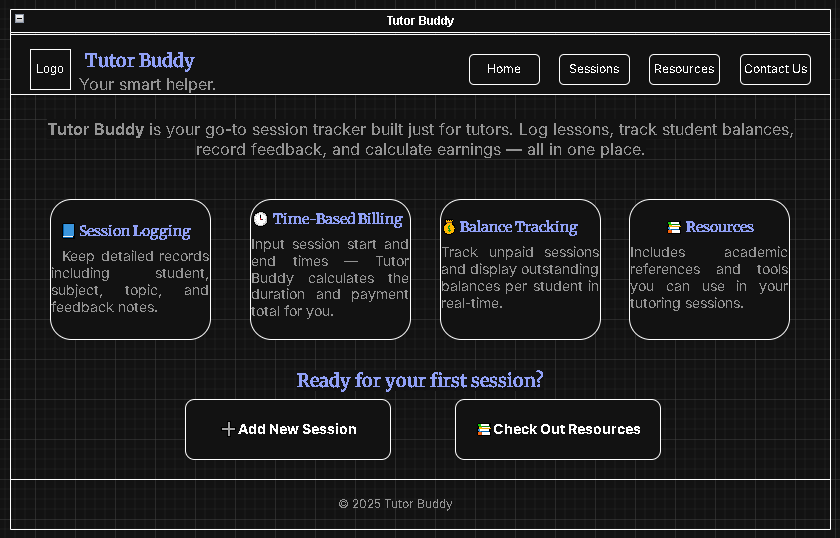 Tutor Buddy
Logo
Tutor Buddy
Your smart helper.
Home
Sessions
Resources
Contact Us
Tutor Buddy is your go-to session tracker built just for tutors. Log lessons, track student balances,
record feedback, and calculate earnings — all in one place.
📘 Session Logging
Keep detailed records
including student,
subject, topic, and
feedback notes.
🕒 Time-Based Billing
Input session start and
end times — Tutor
Buddy calculates the
duration and payment
total for you.
💰 Balance Tracking
Track unpaid sessions
and display outstanding
balances per student in
real-time.
📚 Resources
Includes academic
references and tools
you can use in your
tutoring sessions.
Ready for your first session?
➕ Add New Session
📚 Check Out Resources
© 2025 Tutor Buddy